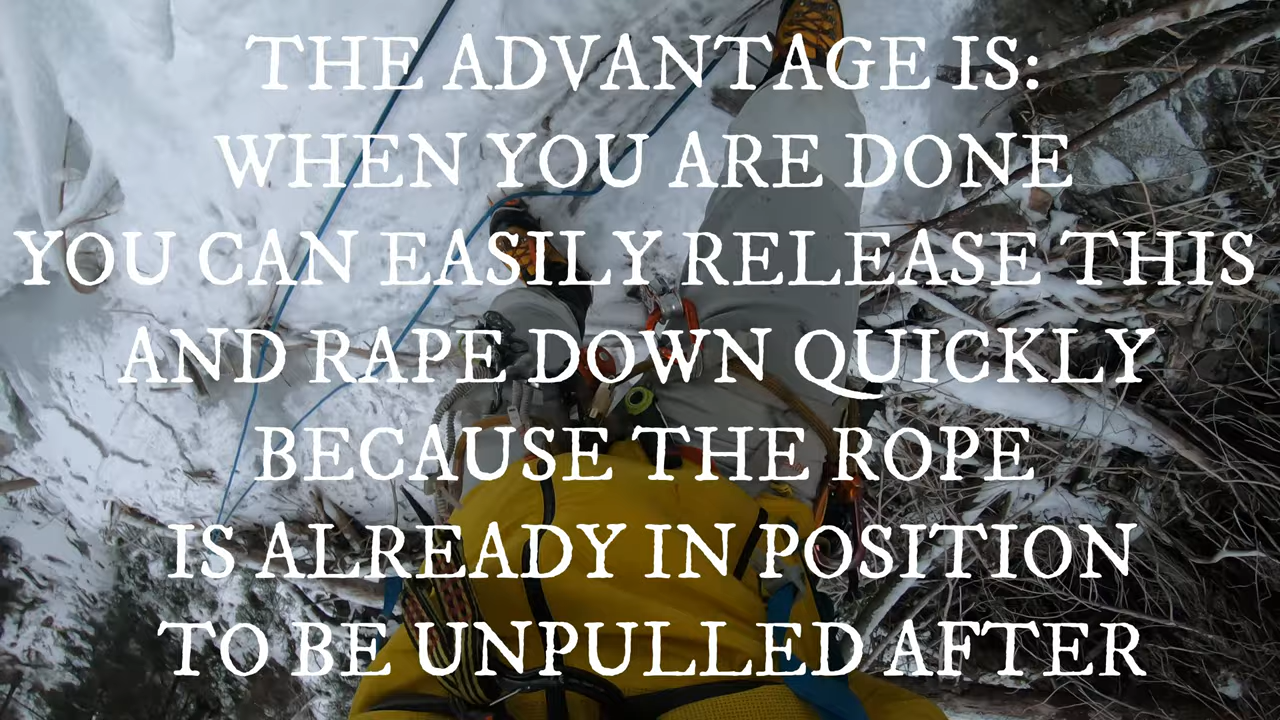 THE ADVANTAGE IS:
WHEN YOU ARE DONE
YOU CAN EASILY RELEASE THIS
AND RAPE DOWN QUICKLY
BECAUSE THE ROPE
IS ALREADY IN POSITION
TO BE UNPULLED AFTER